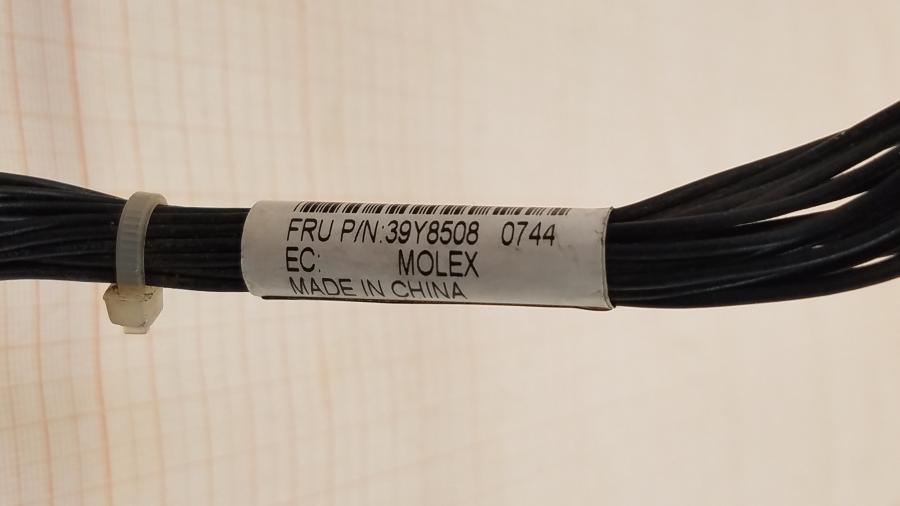 FRU P/N:39Y8508 0744
EC: MOLEX
MADE IN CHINA